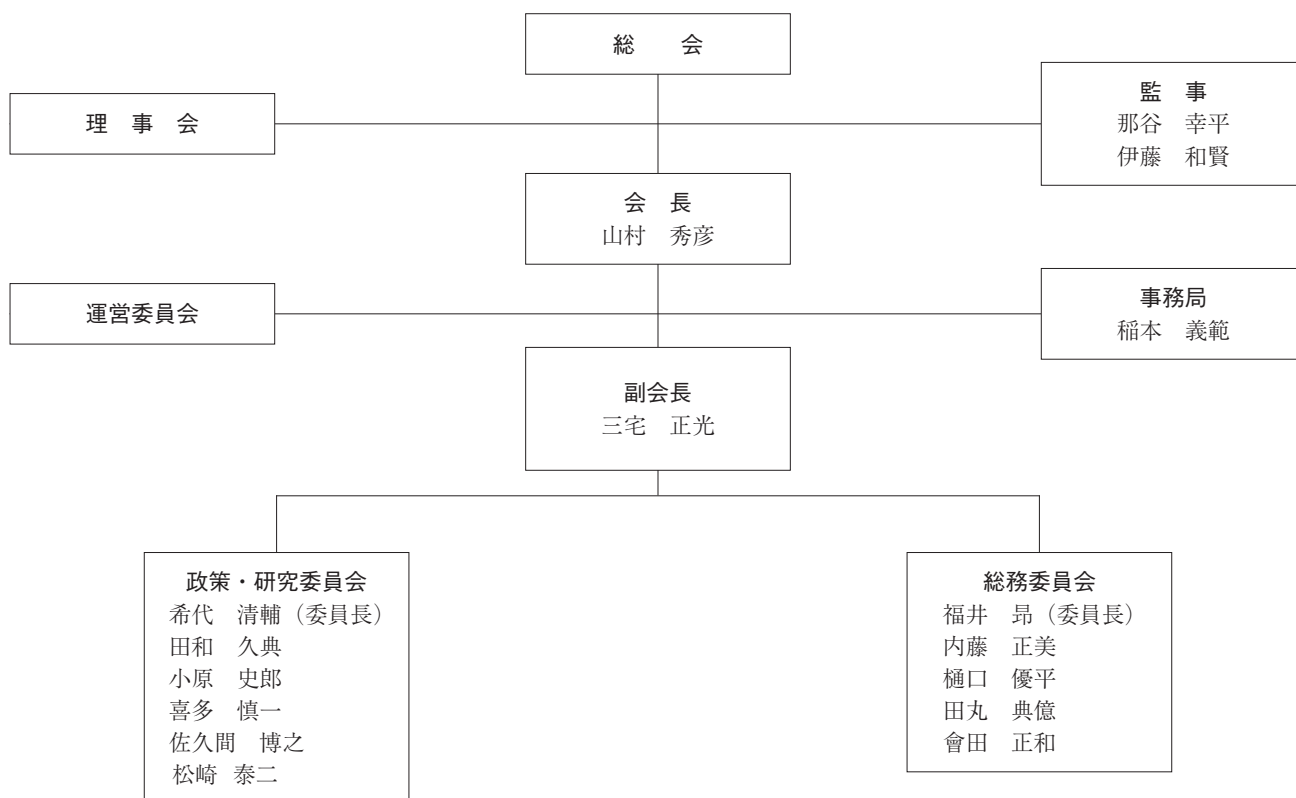 総　会
理　事　会
監　事
那谷　幸平
伊藤　和賢
会　長
山村　秀彦
運営委員会
事務局
稲本　義範
副会長
三宅　正光
政策・研究委員会
希代　清輔（委員長）
田和　久典
小原　史郎
喜多　慎一
佐久間　博之
松崎　泰二
総務委員会
福井　昂（委員長）
内藤　正美
樋口　優平
田丸　典億
會田　正和